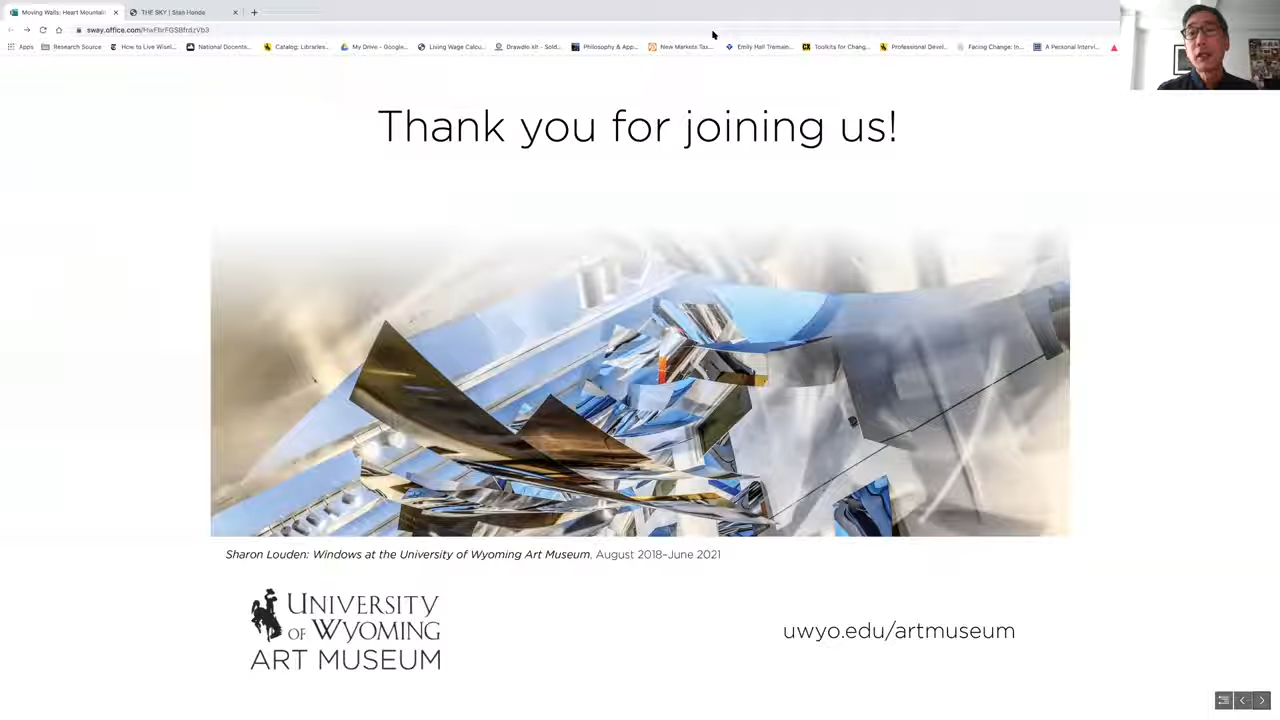 Moving Walls: Heart Mountain
THE SKY | Stan Honda
sway.office.com/HwFbrFGSBfrdzVb3
Apps
Research Source
How to Live Wisel...
National Docents...
Catalog: Libraries...
My Drive - Google...
Living Wage Calcu...
Drawdle kit - Sold...
Philosophy & App...
New Markets Tax...
Emily Hall Tremain...
Toolkits for Chang...
Professional Devel...
Facing Change: In...
A Personal Intervi...
Thank you for joining us!
Sharon Louden: Windows at the University of Wyoming Art Museum, August 2018–June 2021
UNIVERSITY
OF WYOMING
ART MUSEUM
uwyo.edu/artmuseum